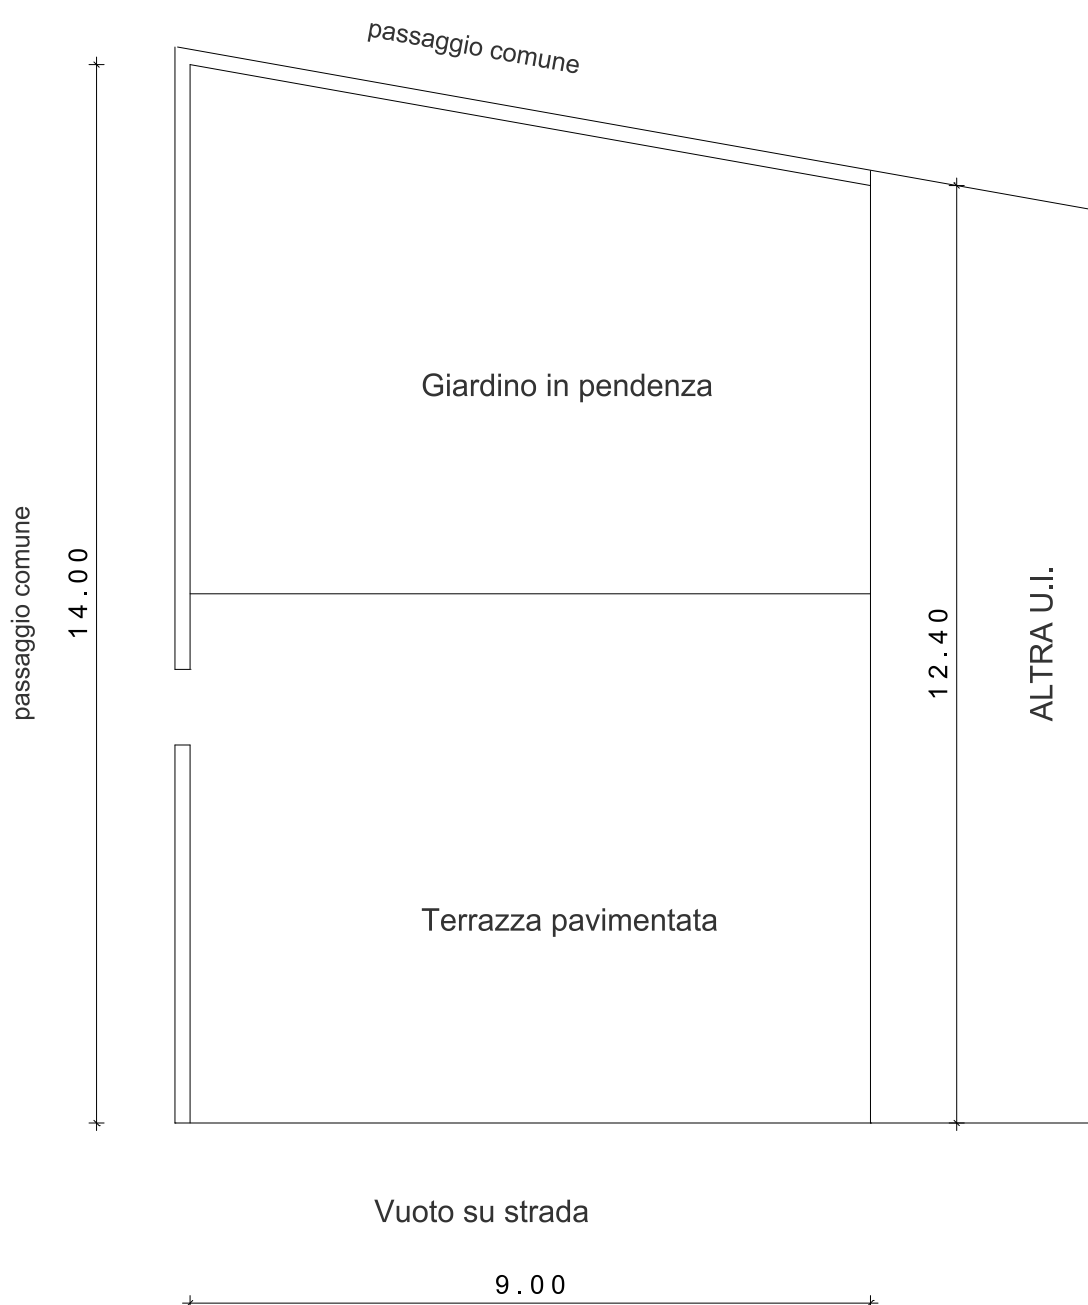 passaggio comune
Giardino in pendenza
passaggio comune
14.00
12.40
ALTRA U.I.
Terrazza pavimentata
Vuoto su strada
9.00